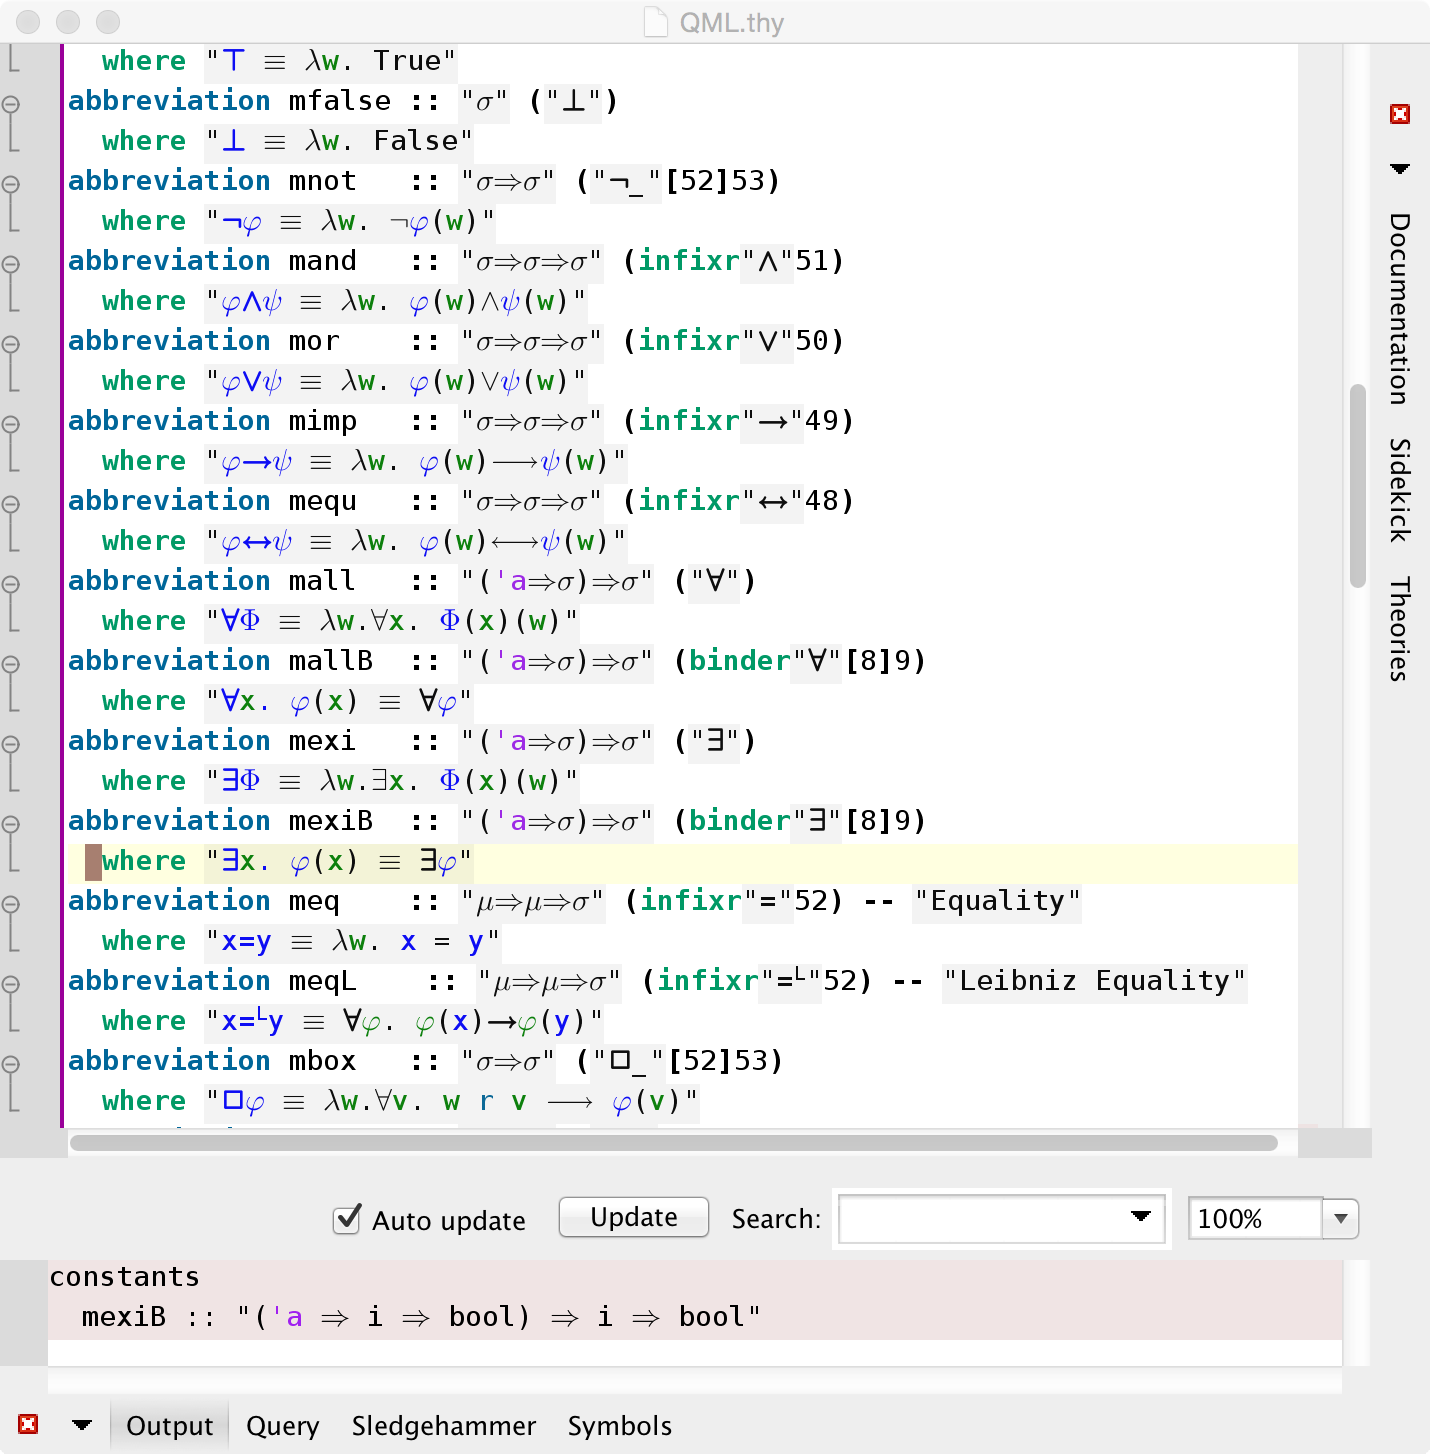 QML.thy
where "⊤ ≡ λw. True"
abbreviation mfalse :: "σ" ("⊥")
where "⊥ ≡ λw. False"
abbreviation mnot :: "σ⇒σ" ("¬_"[52]53)
where "¬φ ≡ λw. ¬φ(w)"
abbreviation mand :: "σ⇒σ⇒σ" (infixr"∧"51)
where "φ∧ψ ≡ λw. φ(w)∧ψ(w)"
abbreviation mor :: "σ⇒σ⇒σ" (infixr"∨"50)
where "φ∨ψ ≡ λw. φ(w)∨ψ(w)"
abbreviation mimp :: "σ⇒σ⇒σ" (infixr"→"49)
where "φ→ψ ≡ λw. φ(w)⟶ψ(w)"
abbreviation mequ :: "σ⇒σ⇒σ" (infixr"↔"48)
where "φ↔ψ ≡ λw. φ(w)⟷ψ(w)"
abbreviation mall :: "('a⇒σ)⇒σ" ("∀")
where "∀Φ ≡ λw.∀x. Φ(x)(w)"
abbreviation mallB :: "('a⇒σ)⇒σ" (binder"∀"[8]9)
where "∀x. φ(x) ≡ ∀φ"
abbreviation mexi :: "('a⇒σ)⇒σ" ("∃")
where "∃Φ ≡ λw.∃x. Φ(x)(w)"
abbreviation mexiB :: "('a⇒σ)⇒σ" (binder"∃"[8]9)
where "∃x. φ(x) ≡ ∃φ"
abbreviation meq :: "μ⇒μ⇒σ" (infixr"="52) -- "Equality"
where "x=y ≡ λw. x = y"
abbreviation meqL :: "μ⇒μ⇒σ" (infixr"=ᴸ"52) -- "Leibniz Equality"
where "x=ᴸy ≡ ∀φ. φ(x)→φ(y)"
abbreviation mbox :: "σ⇒σ" ("□_"[52]53)
where "□φ ≡ λw.∀v. w r v ⟶ φ(v)"
Documentation
Sidekick
Theories
Auto update Update Search: 100%
constants
mexiB :: "('a ⇒ i ⇒ bool) ⇒ i ⇒ bool"
Output Query Sledgehammer Symbols